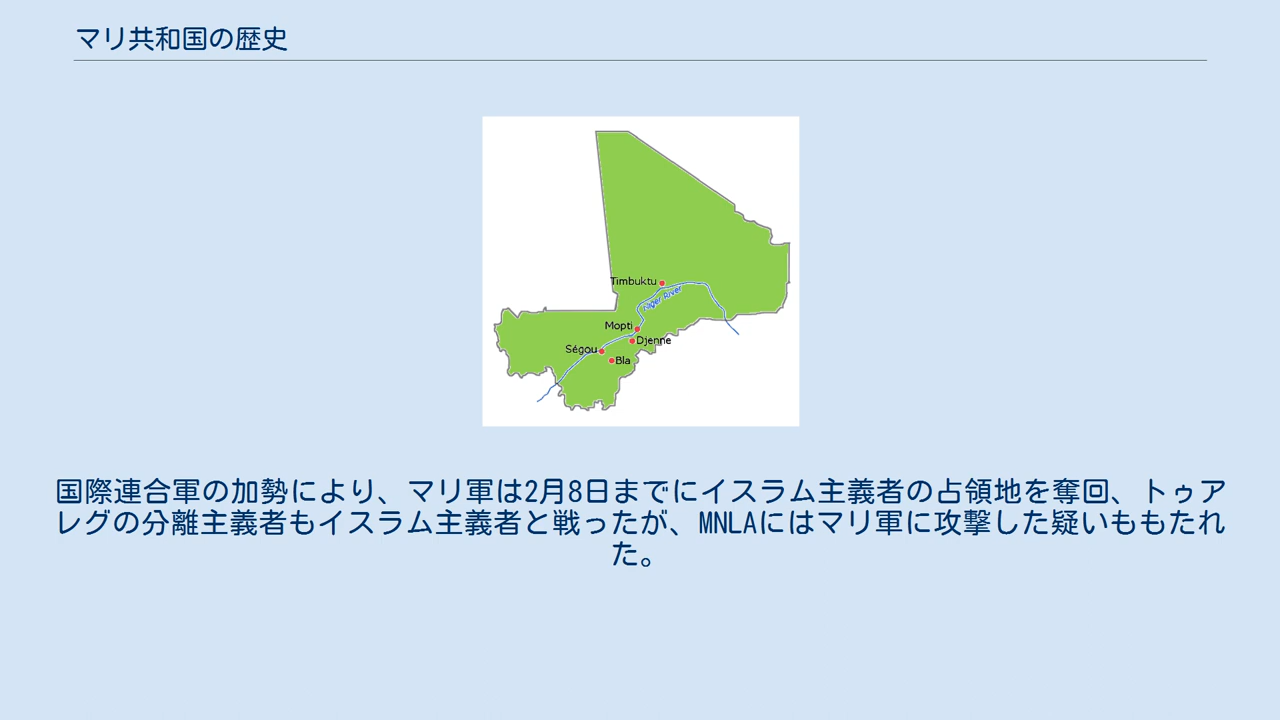 マリ共和国の歴史
Timbuktu
Niger River
Mopti
Djenne
Ségou
Bla
国際連合軍の加勢により、マリ軍は2月8日までにイスラム主義者の占領地を奪回、トゥア
レグの分離主義者もイスラム主義者と戦ったが、MNLAにはマリ軍に攻撃した疑いももたれ
た。